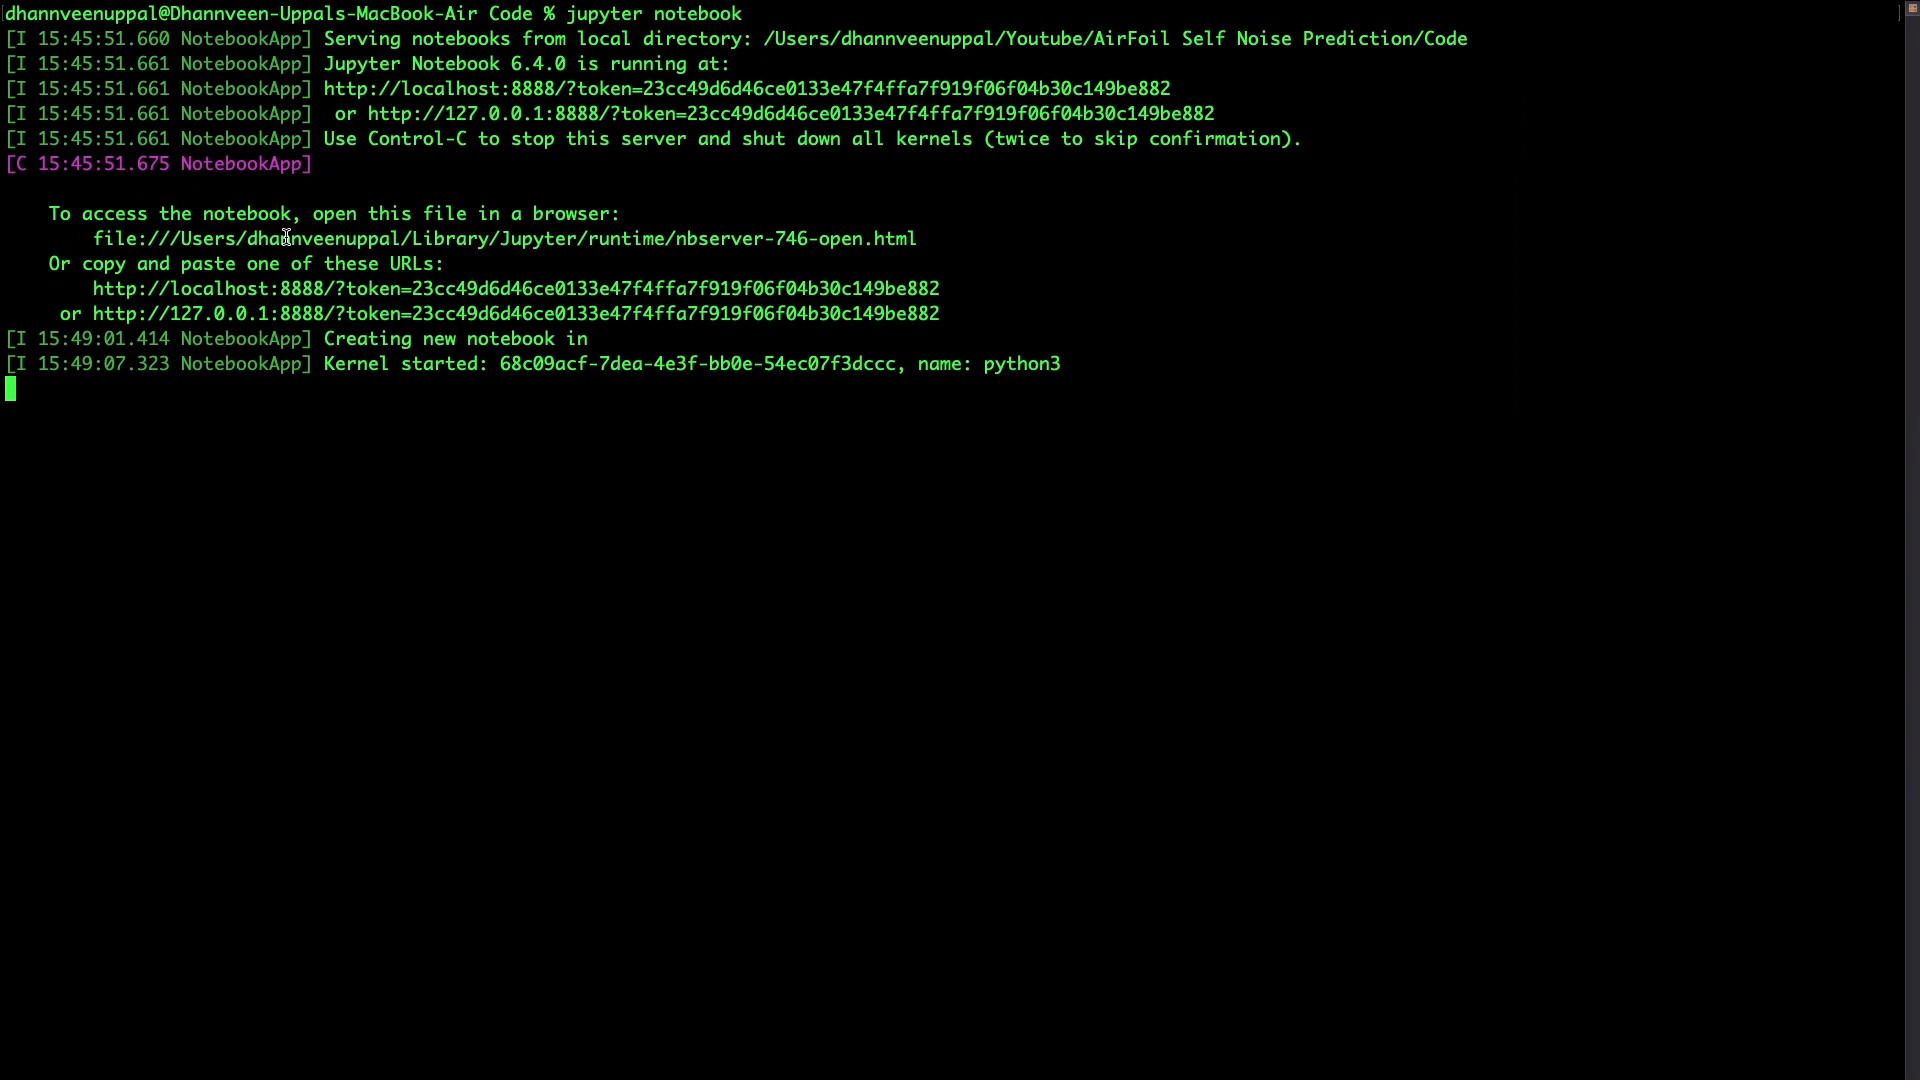 dhannveenuppal@Dhannveen-Uppals-MacBook-Air Code % jupyter notebook
[I 15:45:51.660 NotebookApp] Serving notebooks from local directory: /Users/dhannveenuppal/Youtube/AirFoil Self Noise Prediction/Code
[I 15:45:51.661 NotebookApp] Jupyter Notebook 6.4.0 is running at:
[I 15:45:51.661 NotebookApp] http://localhost:8888/?token=23cc49d6d46ce0133e47f4ffa7f919f06f04b30c149be882
[I 15:45:51.661 NotebookApp]  or http://127.0.0.1:8888/?token=23cc49d6d46ce0133e47f4ffa7f919f06f04b30c149be882
[I 15:45:51.661 NotebookApp] Use Control-C to stop this server and shut down all kernels (twice to skip confirmation).
[C 15:45:51.675 NotebookApp]
To access the notebook, open this file in a browser:
file:///Users/dhannveenuppal/Library/Jupyter/runtime/nbserver-746-open.html
Or copy and paste one of these URLs:
http://localhost:8888/?token=23cc49d6d46ce0133e47f4ffa7f919f06f04b30c149be882
or http://127.0.0.1:8888/?token=23cc49d6d46ce0133e47f4ffa7f919f06f04b30c149be882
[I 15:49:01.414 NotebookApp] Creating new notebook in
[I 15:49:07.323 NotebookApp] Kernel started: 68c09acf-7dea-4e3f-bb0e-54ec07f3dccc, name: python3